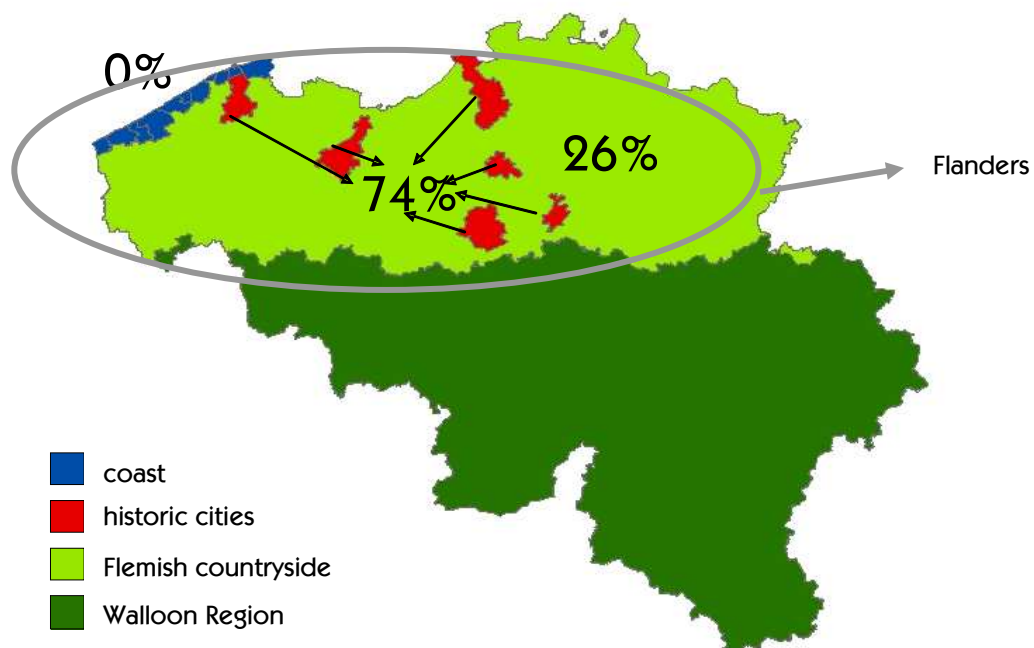 0%
26%
Flanders
74%
coast
historic cities
Flemish countryside
Walloon Region